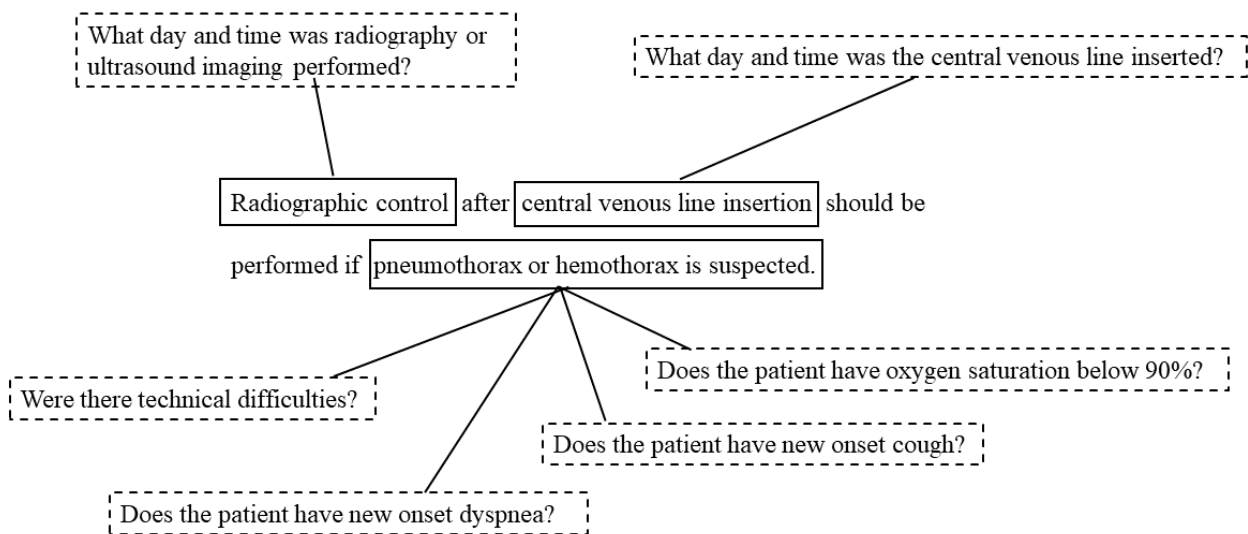 What day and time was radiography or
ultrasound imaging performed?
What day and time was the central venous line inserted?
Radiographic control after central venous line insertion should be
performed if pneumothorax or hemothorax is suspected.
Does the patient have oxygen saturation below 90%?
Were there technical difficulties?
Does the patient have new onset cough?
Does the patient have new onset dyspnea?